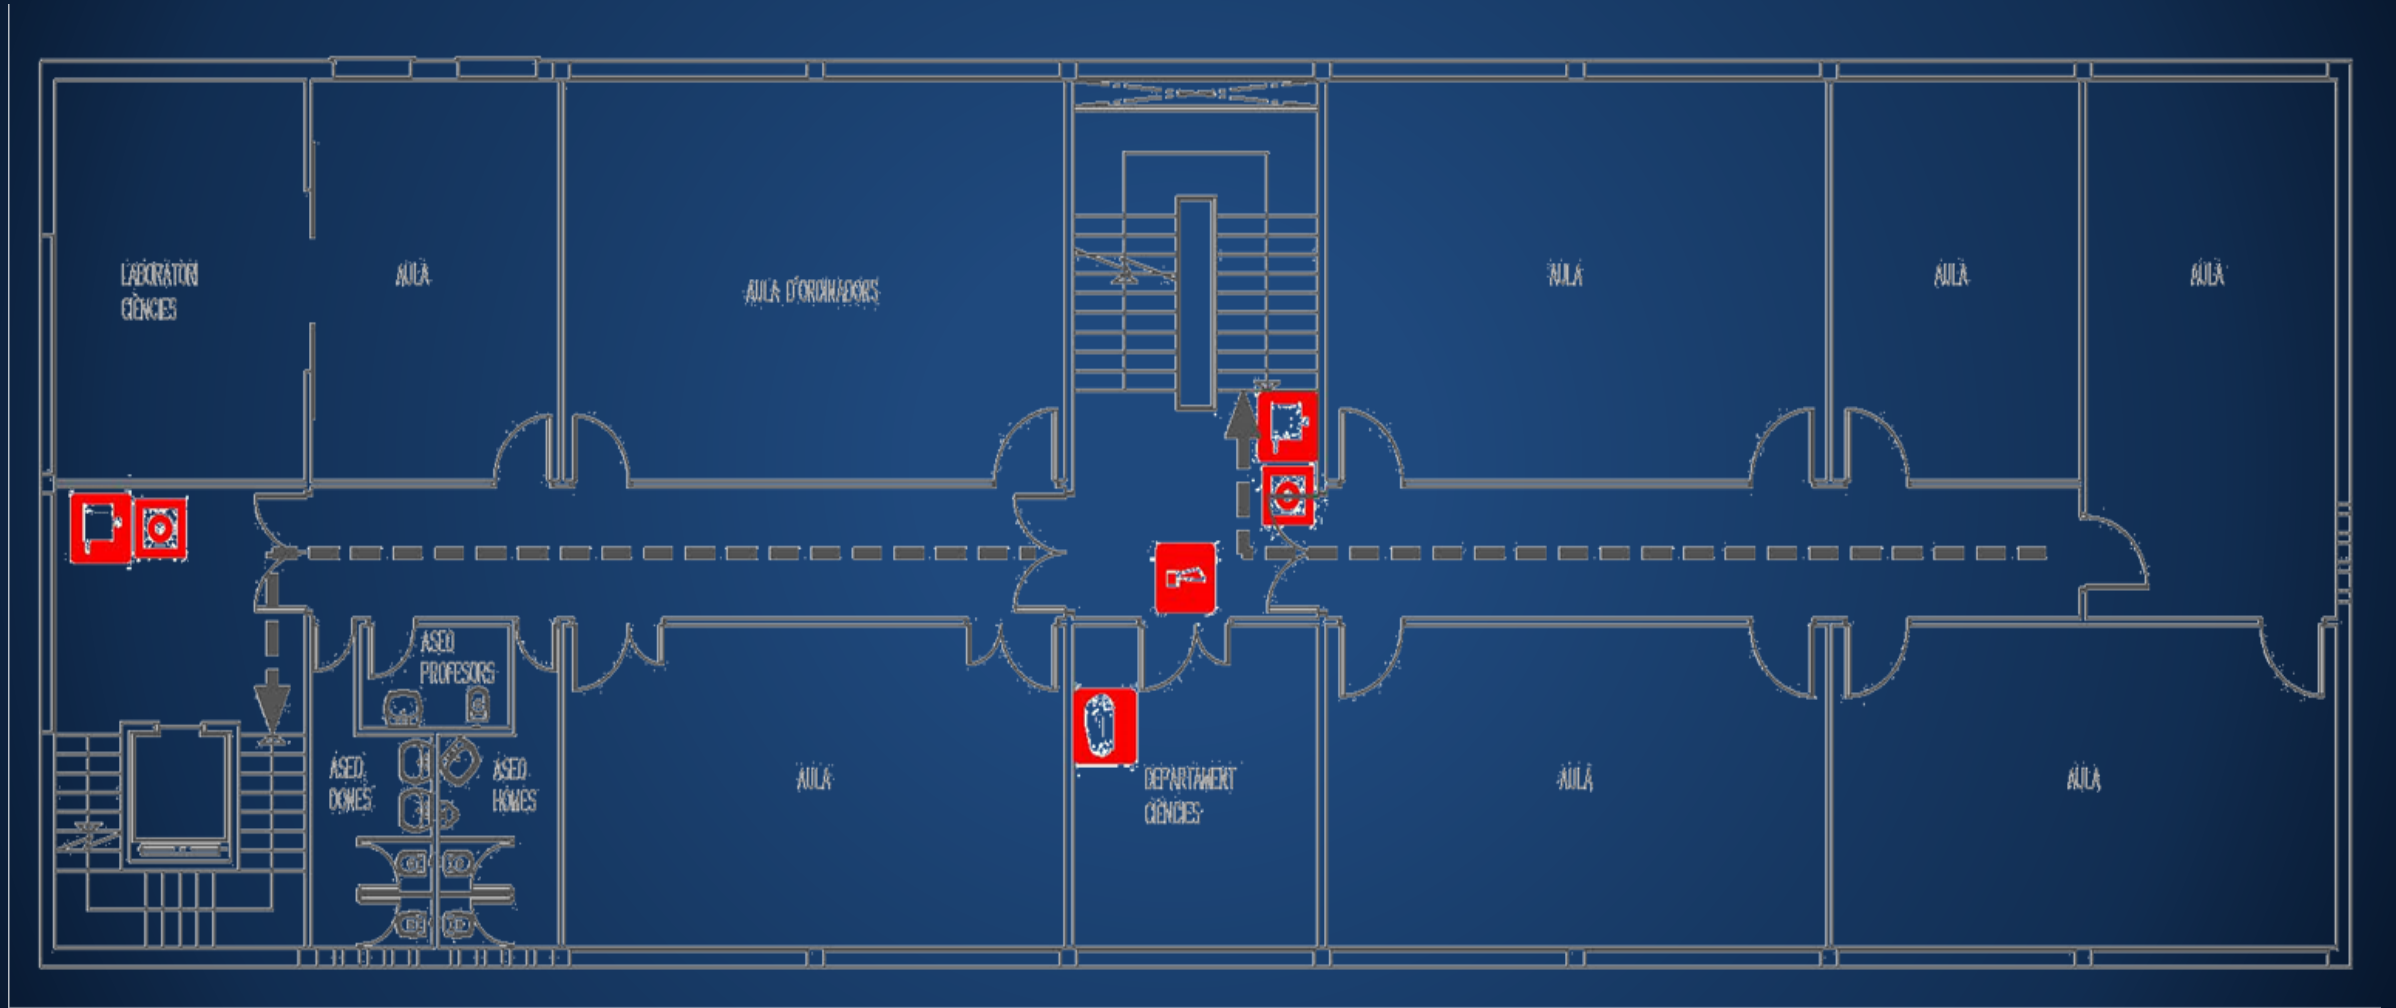 LABORATORI
CIÈNCIES
AULA
AULA D'ORDINADORS
AULA
AULA
AULA
ASEO
PROFESORS
ASEO
DONES
ASEO
HOMES
AULA
DEPARTAMENT
CIÈNCIES
AULA
AULA